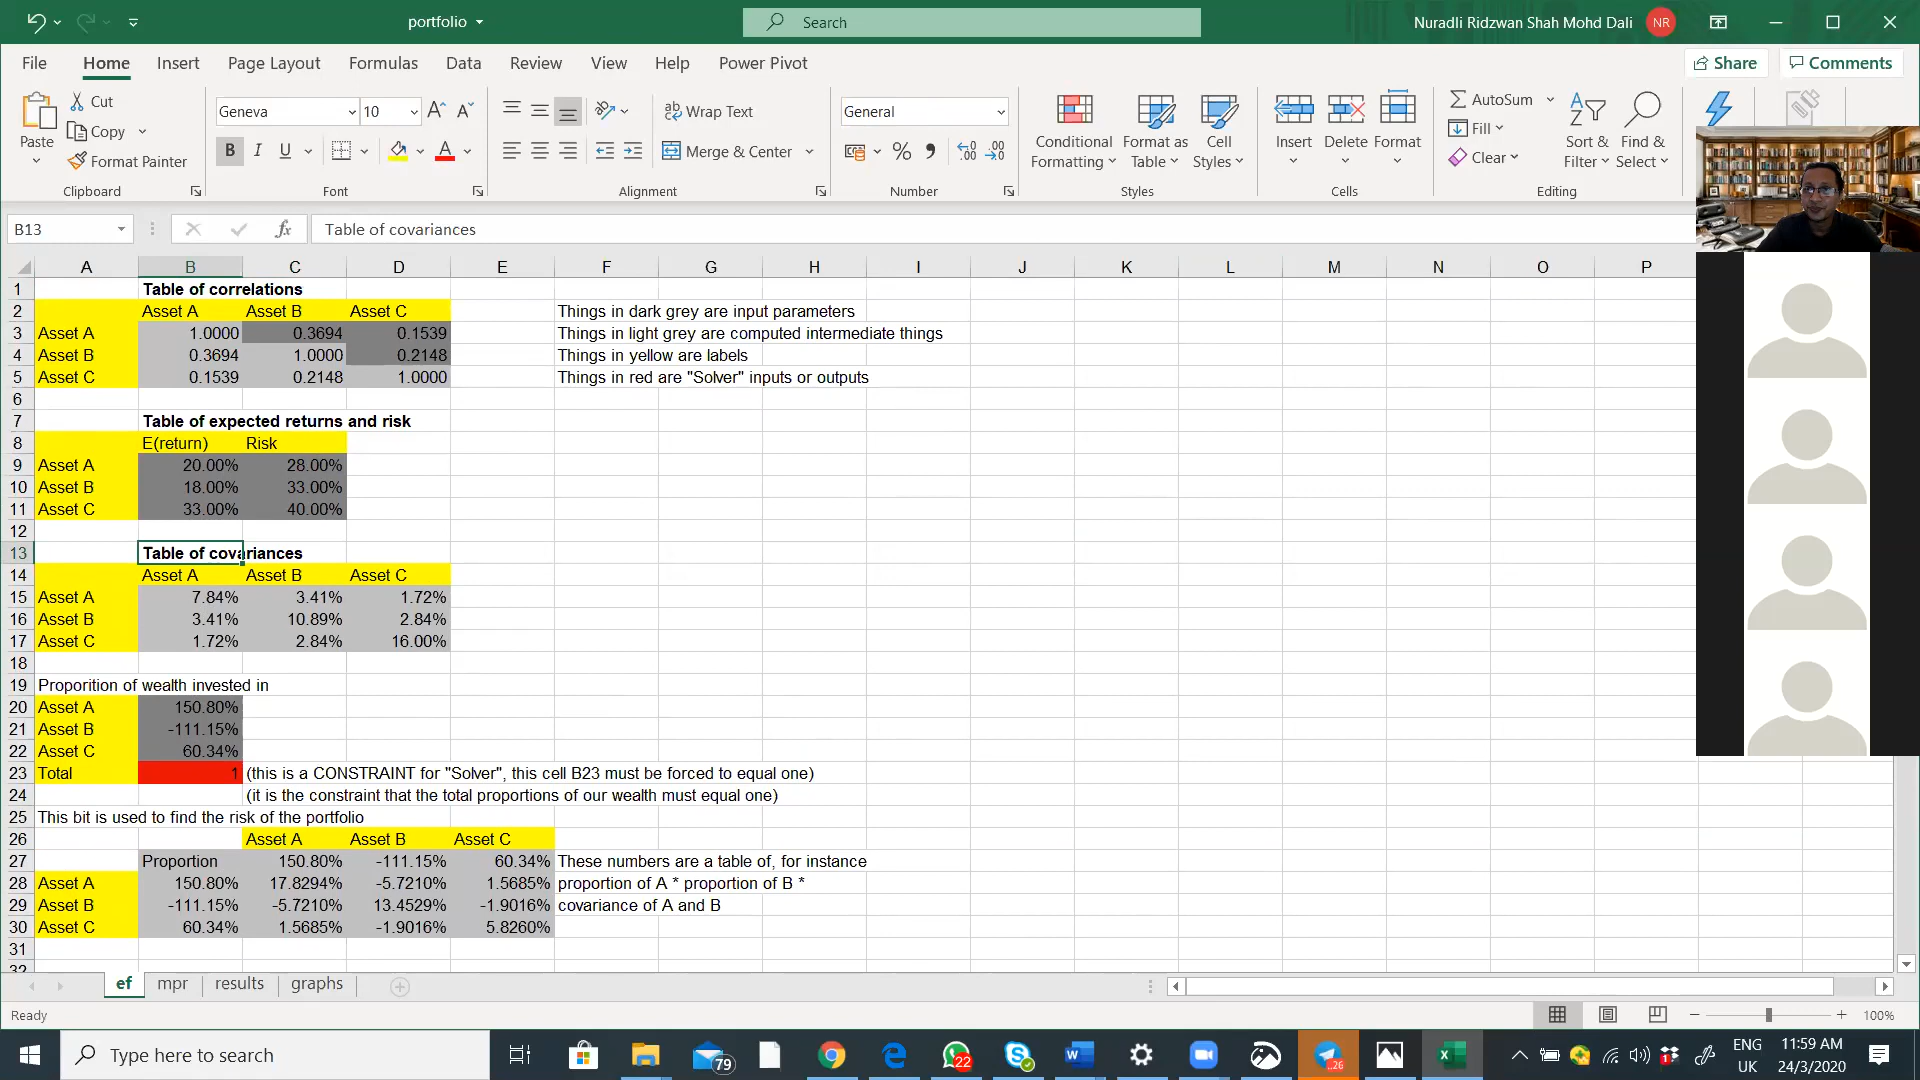 portfolio
Search
Nuradli Ridzwan Shah Mohd Dali NR
File Home Insert Page Layout Formulas Data Review View Help Power Pivot Share Comments
Paste Cut Copy Format Painter Clipboard
Geneva 10 B I U Font
Wrap Text Merge & Center Alignment
General % Number
Conditional Formatting Format as Table Cell Styles Styles
Insert Delete Format Cells
AutoSum Fill Clear Sort & Filter Find & Select Editing
B13 fx Table of covariances
A B C D E F G H I J K L M N O P
1 Table of correlations
2 Asset A Asset B Asset C Things in dark grey are input parameters
3 Asset A 1.0000 0.3694 0.1539 Things in light grey are computed intermediate things
4 Asset B 0.3694 1.0000 0.2148 Things in yellow are labels
5 Asset C 0.1539 0.2148 1.0000 Things in red are "Solver" inputs or outputs
6
7 Table of expected returns and risk
8 E(return) Risk
9 Asset A 20.00% 28.00%
10 Asset B 18.00% 33.00%
11 Asset C 33.00% 40.00%
12
13 Table of covariances
14 Asset A Asset B Asset C
15 Asset A 7.84% 3.41% 1.72%
16 Asset B 3.41% 10.89% 2.84%
17 Asset C 1.72% 2.84% 16.00%
18
19 Proportion of wealth invested in
20 Asset A 150.80%
21 Asset B -111.15%
22 Asset C 60.34%
23 Total 1 (this is a CONSTRAINT for "Solver", this cell B23 must be forced to equal one)
24 (it is the constraint that the total proportions of our wealth must equal one)
25 This bit is used to find the risk of the portfolio
26 Asset A Asset B Asset C
27 Proportion 150.80% -111.15% 60.34% These numbers are a table of, for instance
28 Asset A 150.80% 17.8294% -5.7210% 1.5685% proportion of A * proportion of B *
29 Asset B -111.15% -5.7210% 13.4529% -1.9016% covariance of A and B
30 Asset C 60.34% 1.5685% -1.9016% 5.8260%
31
32
ef mpr results graphs
Ready 100%
Type here to search 79 22 26 ENG UK 11:59 AM 24/3/2020